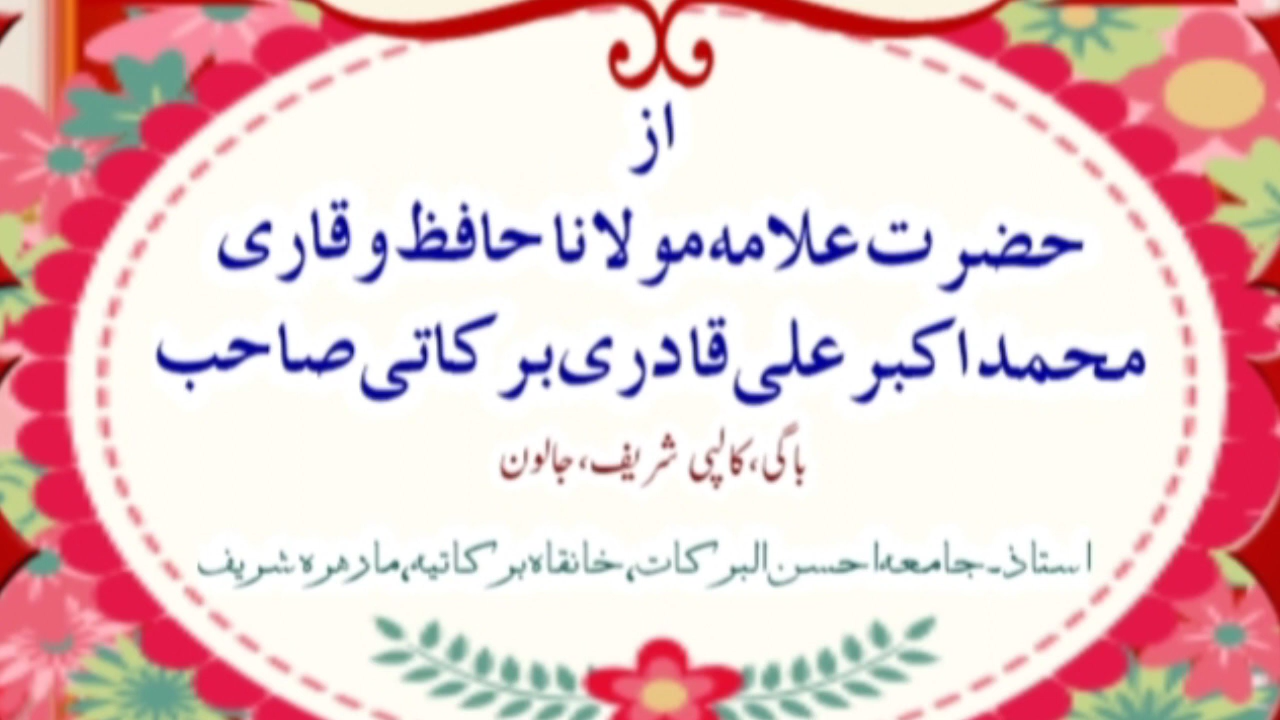 از
حضرت علامہ مولانا حافظ و قاری
محمد اکبر علی قادری برکاتی صاحب
باگی، کالپی شریف، جالون
استاذ۔ جامعہ احسن البرکات، خانقاہ برکاتیہ، مارھرہ شریف